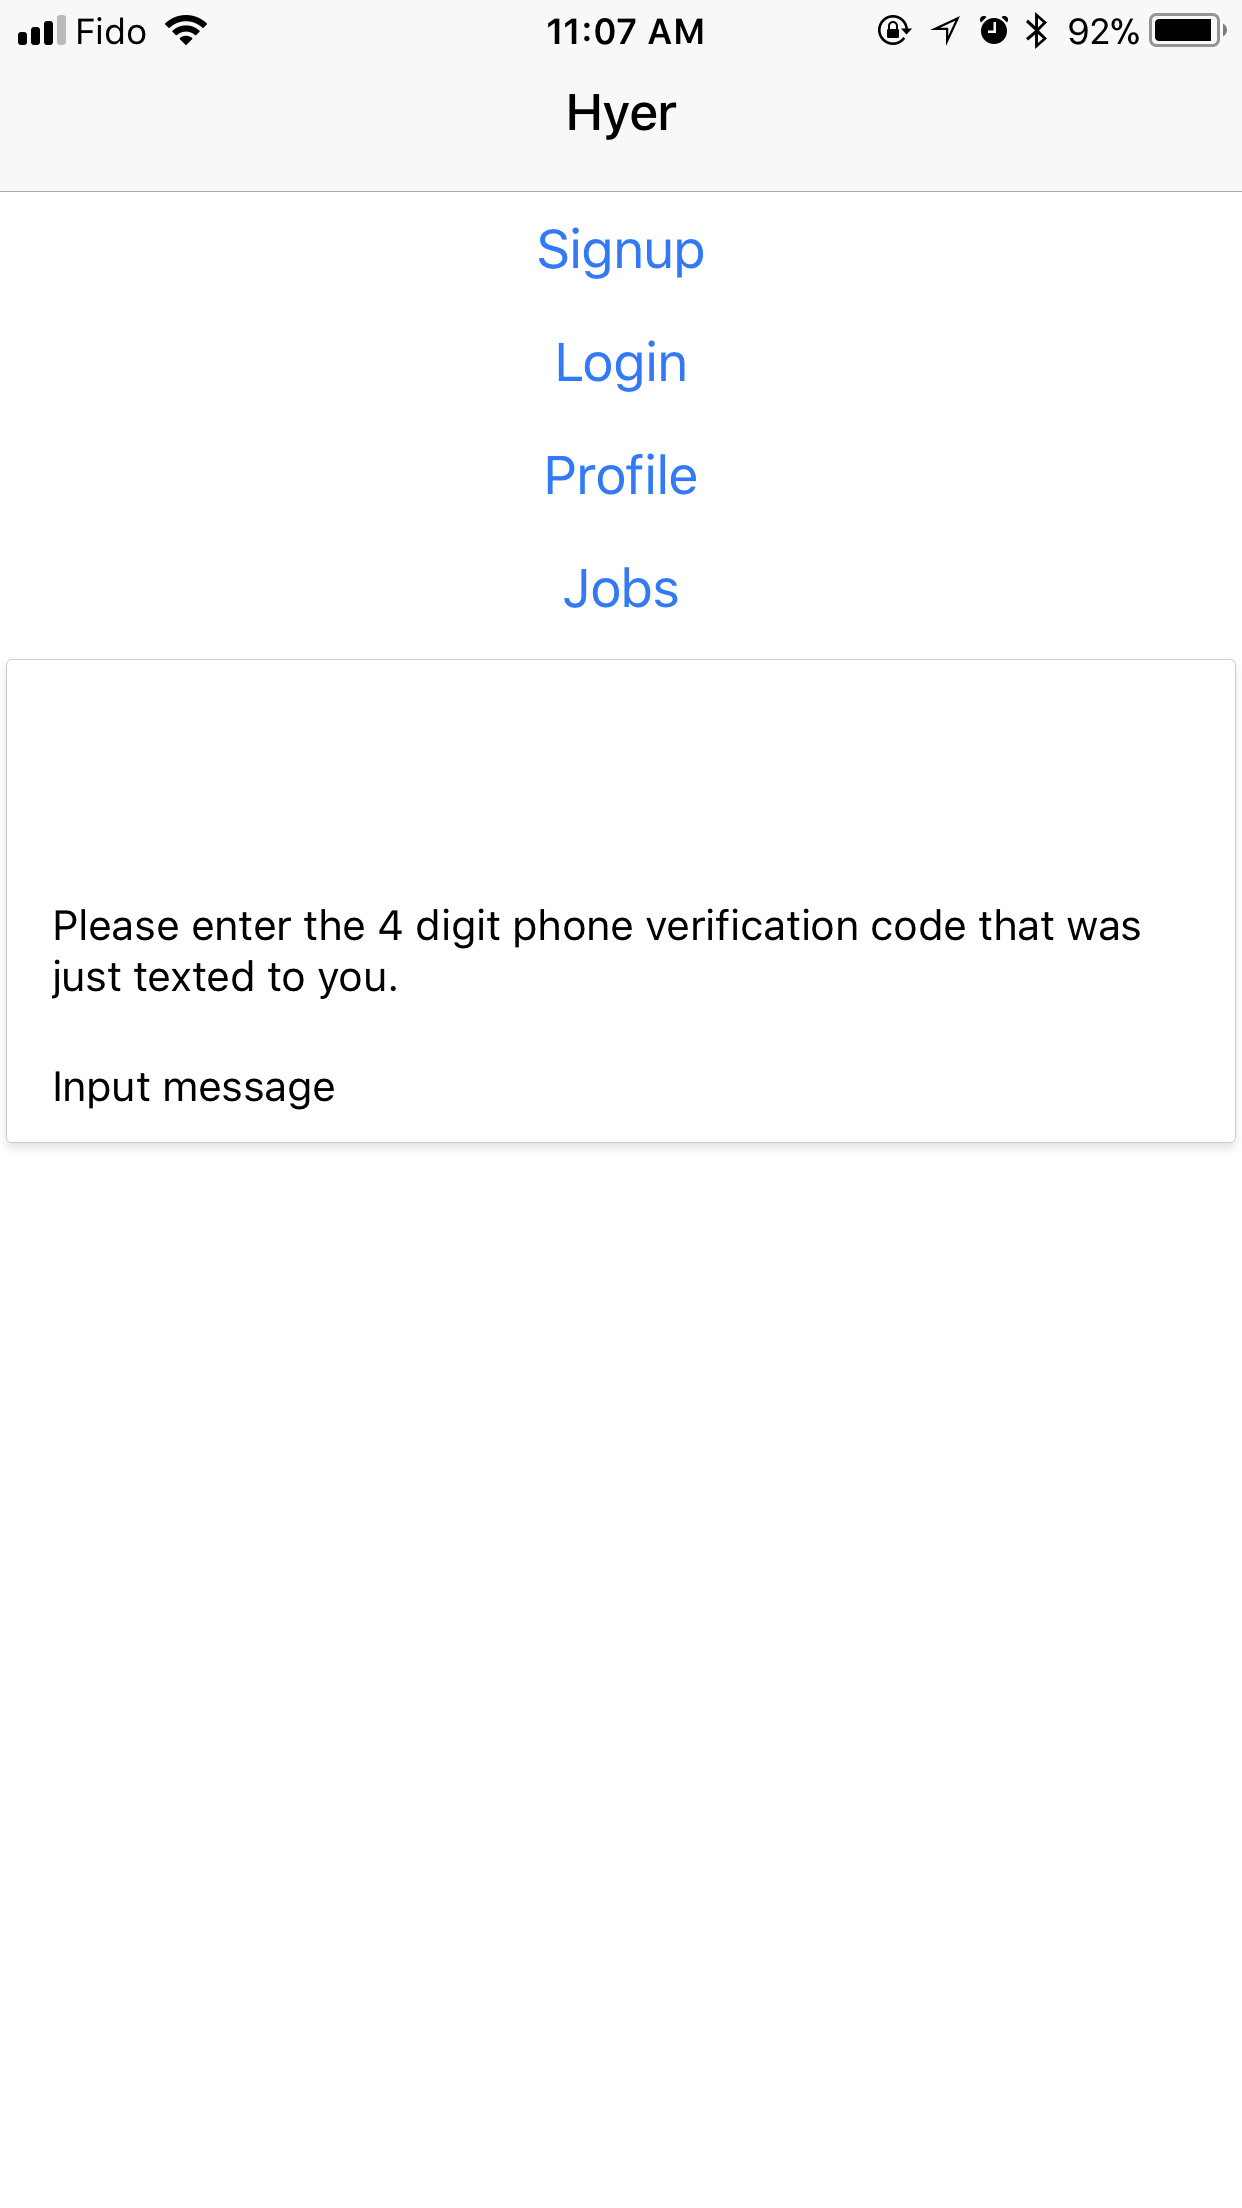 Fido 11:07 AM 92%
Hyer
Signup
Login
Profile
Jobs
Please enter the 4 digit phone verification code that was
just texted to you.
Input message